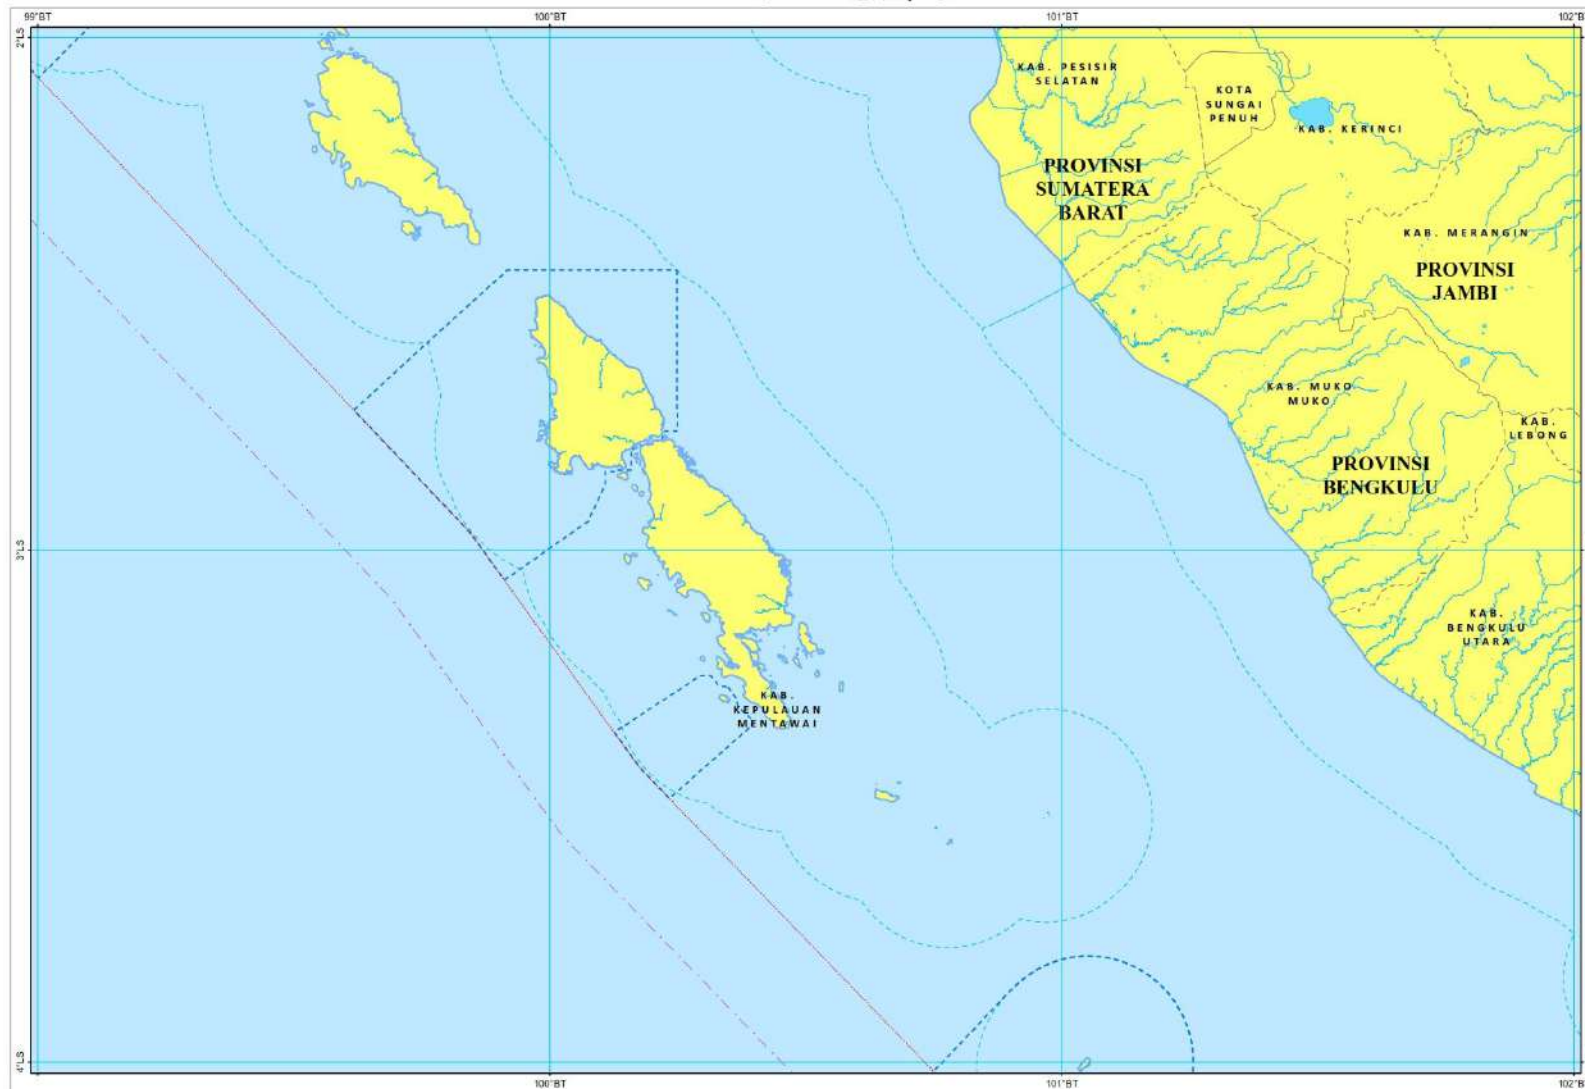 99°BT
100°BT
101°BT
2°LS
KAB. PESISIR
SELATAN
KOTA
SUNGAI
PENUH
KAB. KERINCI
PROVINSI
SUMATERA
BARAT
KAB. MERANGIN
PROVINSI
JAMBI
KAB. MUKO
MUKO
KAB.
LEBONG
PROVINSI
BENGKULU
3°LS
KAB.
BENGKULU
UTARA
KAB.
KEPULAUAN
MENTAWAI
4°LS
100°BT
101°BT